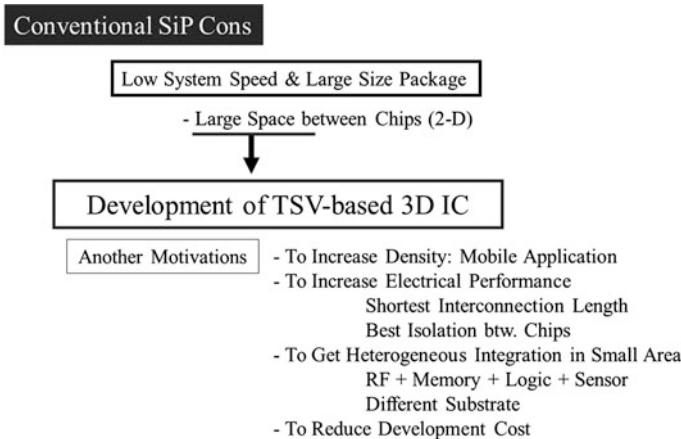 Conventional SiP Cons
Low System Speed & Large Size Package
- Large Space between Chips (2-D)
Development of TSV-based 3D IC
Another Motivations
- To Increase Density: Mobile Application
- To Increase Electrical Performance
Shortest Interconnection Length
Best Isolation btw. Chips
- To Get Heterogeneous Integration in Small Area
RF + Memory + Logic + Sensor
Different Substrate
- To Reduce Development Cost